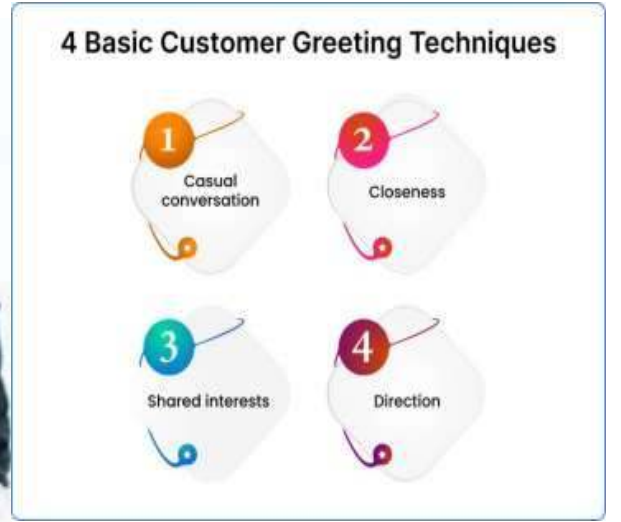 4 Basic Customer Greeting Techniques
1
Casual
conversation
2
Closeness
3
Shared interests
4
Direction